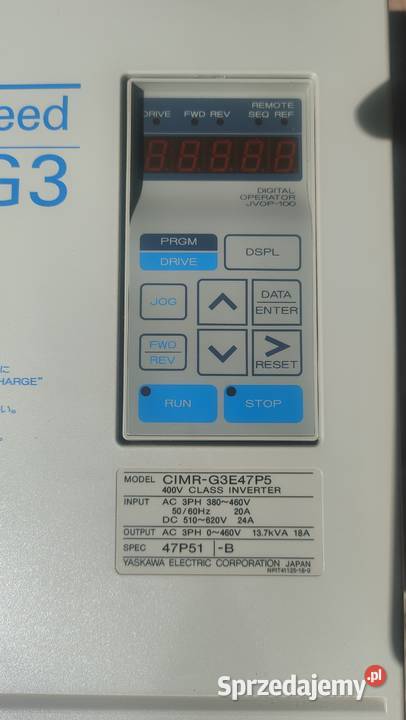 eed
G3
REMOTE
DRIVE FWD REV SEQ REF
DIGITAL
OPERATOR
JVOP-100
PRGM
DRIVE
DSPL
JOG
DATA
ENTER
FWD
REV
RESET
RUN
STOP
に
HARGE"
い。
MODEL CIMR-G3E47P5
400V CLASS INVERTER
INPUT AC 3PH 380~460V
50/60Hz 20A
DC 510~620V 24A
OUTPUT AC 3PH 0~460V 13.7kVA 18A
SPEC 47P51 -B
YASKAWA ELECTRIC CORPORATION JAPAN
Sprzedajemy.pl